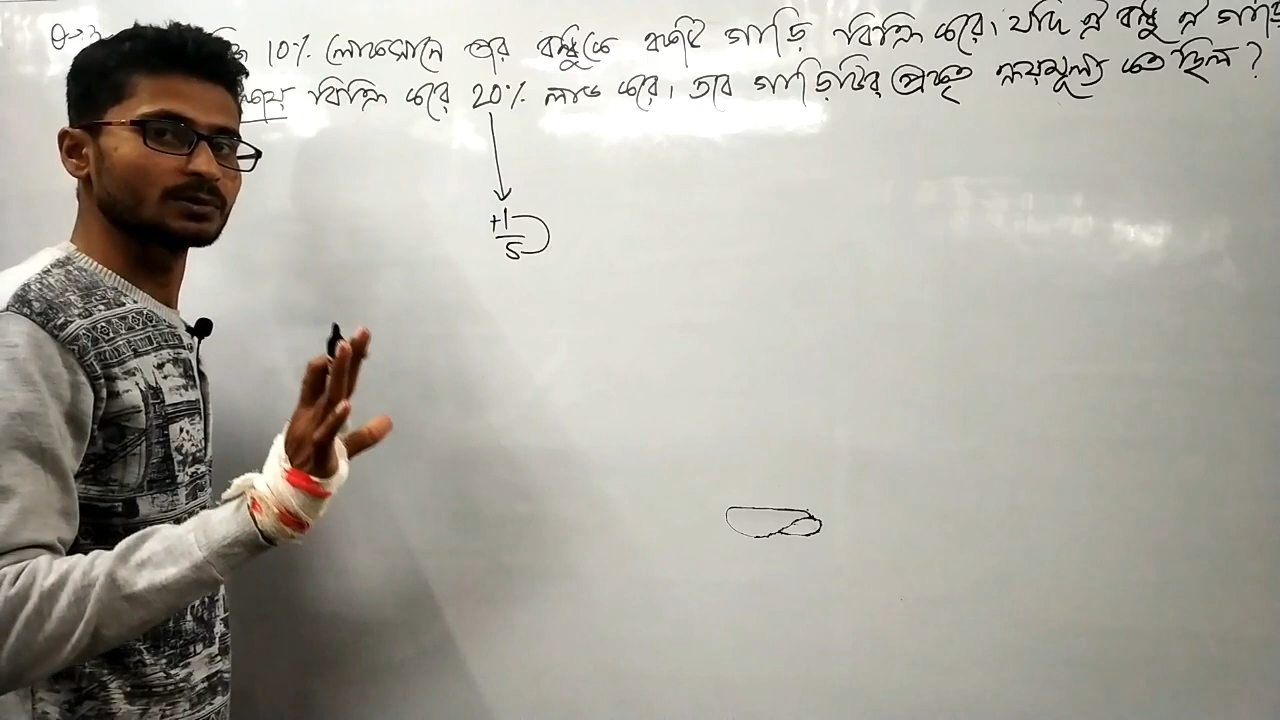 Q→ 10% লোকসানে তার বন্ধুকে একটি গাড়ি বিক্রি করে। যদি ঐ বন্ধু ঐ গাড়ি
বিক্রি করে 20% লাভ করে। তবে গাড়িটির প্রকৃত ক্রয়মূল্য কত ছিল?
+1
5